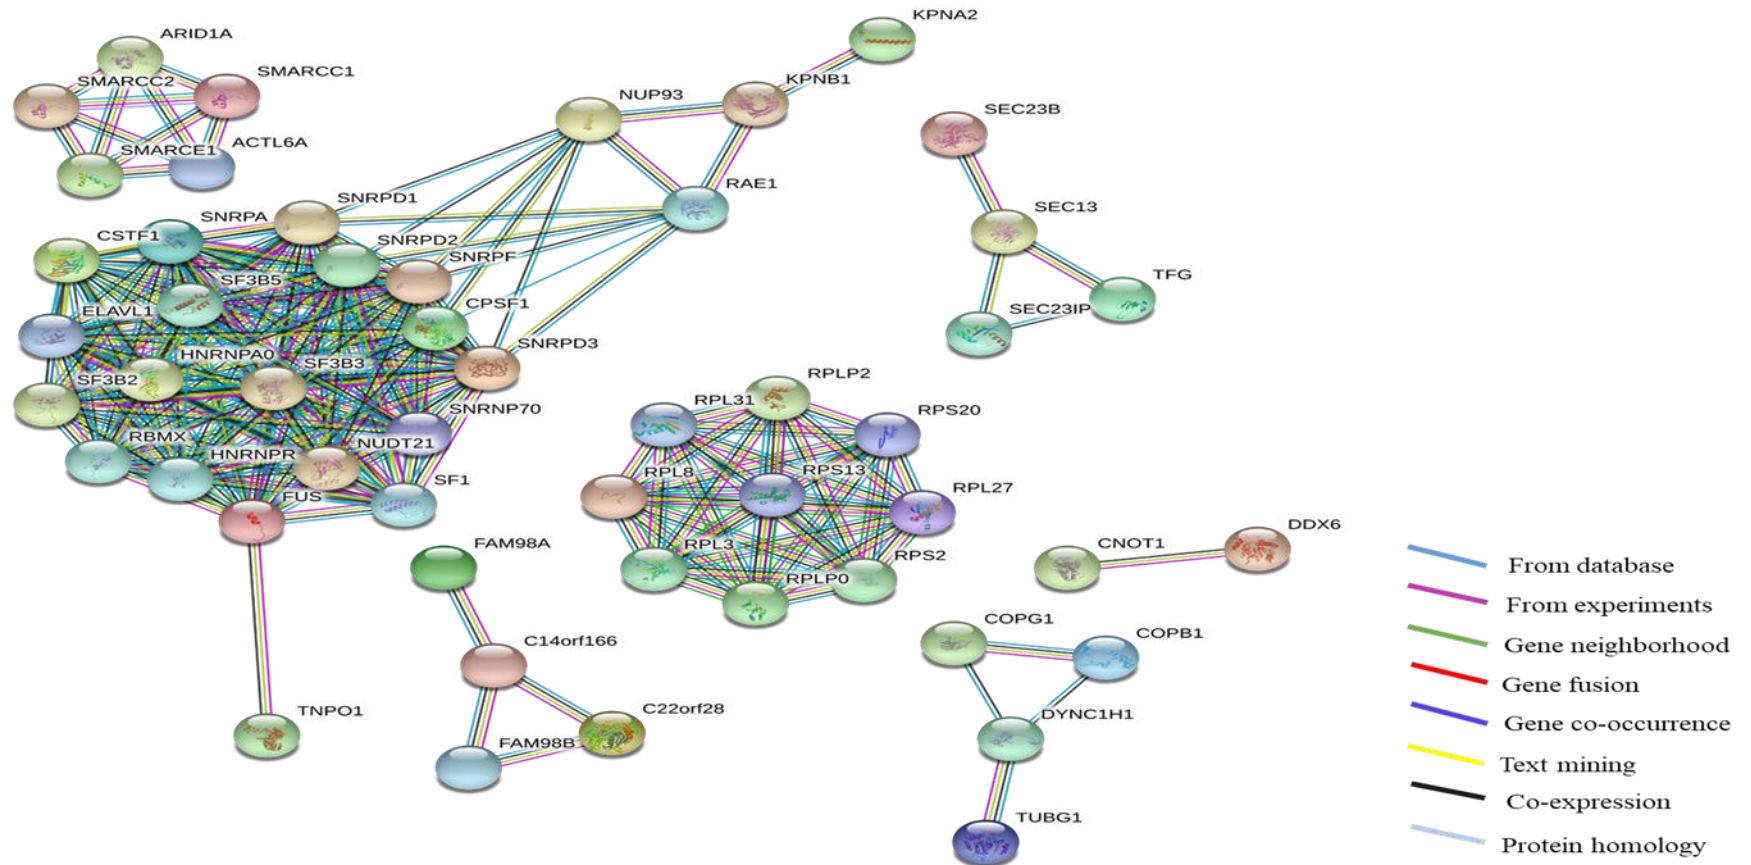 KPNA2
ARID1A
SMARCC1
SMARCC2
KPNB1
NUP93
SEC23B
ACTL6A
SMARCE1
RAE1
SNRPD1
SEC13
SNRPA
CSTF1
SNRPD2
SNRPF
TFG
SF3B5
CPSF1
SEC23IP
ELAVL1
SNRPD3
HNRNPA0
SF3B3
RPLP2
SF3B2
RPL31
SNRNP70
RPS20
RBMX
NUDT21
HNRNPR
RPL8
RPS13
SF1
RPL27
FUS
DDX6
FAM98A
CNOT1
RPL3
RPS2
RPLP0
From database
From experiments
COPG1
COPB1
C14orf166
Gene neighborhood
Gene fusion
TNPO1
C22orf28
DYNC1H1
Gene co-occurrence
FAM98B
Text mining
Co-expression
TUBG1
Protein homology